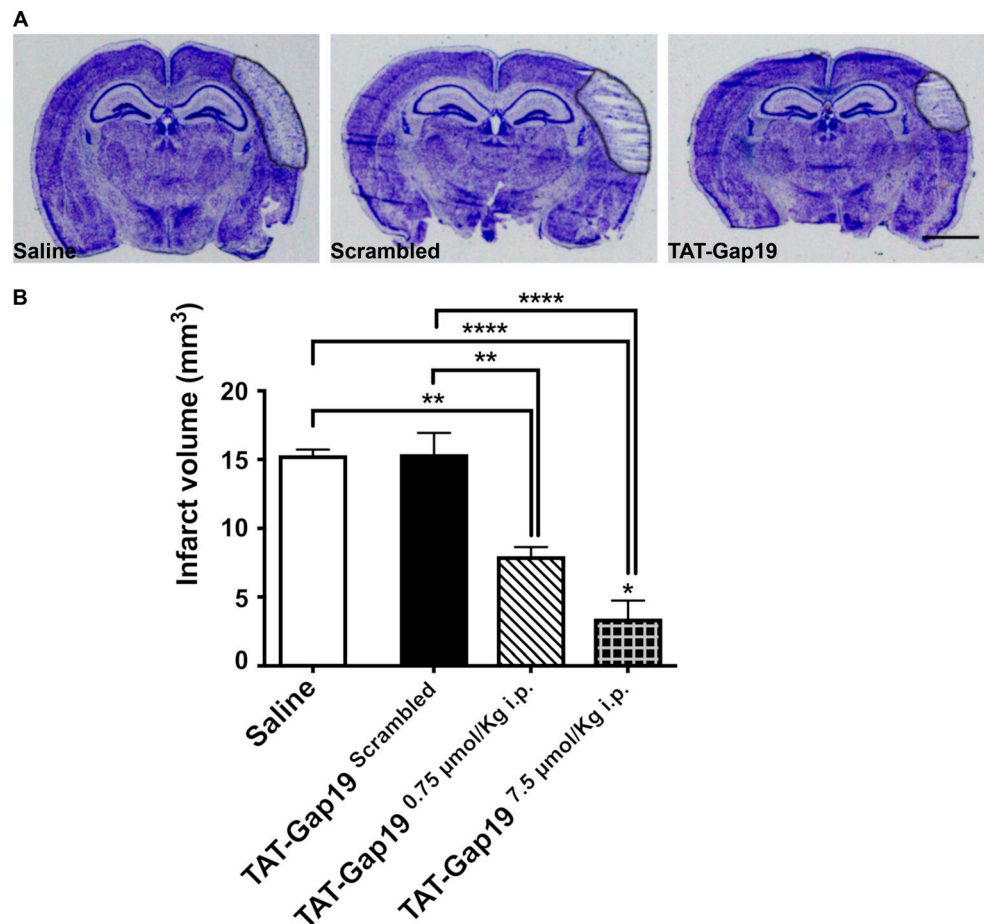 A
Saline
Scrambled
TAT-Gap19
B
Infarct volume (mm³)
****
****
**
**
*
20
15
10
5
0
Saline
TAT-Gap19 Scrambled
TAT-Gap19 0.75 µmol/Kg i.p.
TAT-Gap19 7.5 µmol/Kg i.p.